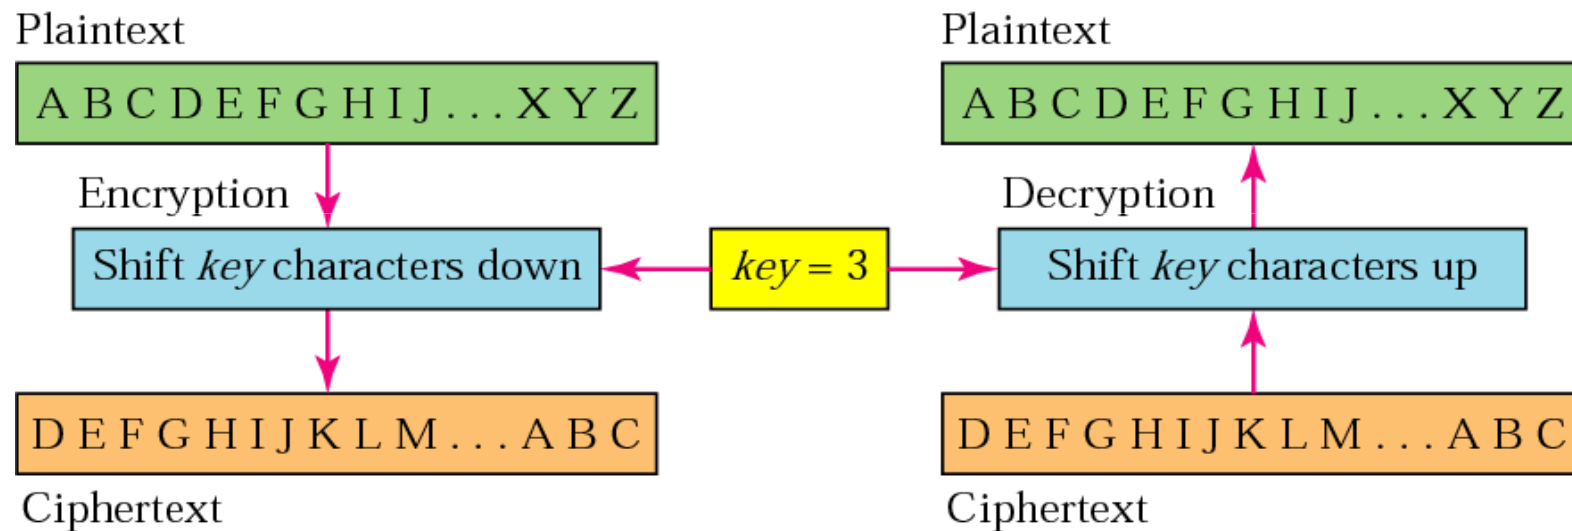 Plaintext
A B C D E F G H I J . . . X Y Z
Encryption
Shift key characters down
D E F G H I J K L M . . . A B C
Ciphertext
key = 3
Plaintext
A B C D E F G H I J . . . X Y Z
Decryption
Shift key characters up
D E F G H I J K L M . . . A B C
Ciphertext